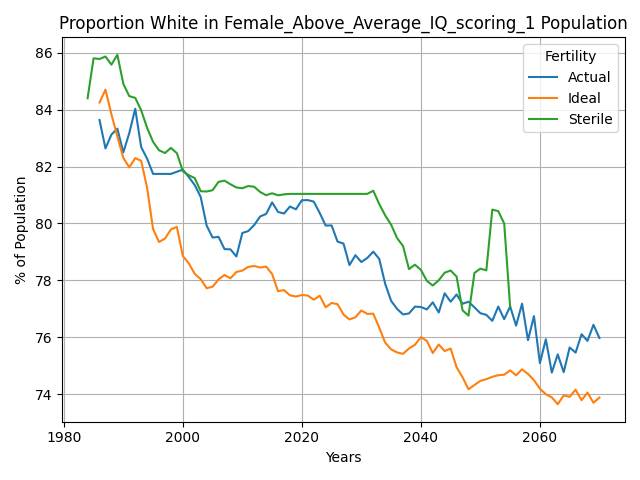 Proportion White in Female_Above_Average_IQ_scoring_1 Population
Fertility
Actual
Ideal
Sterile
% of Population
86
84
82
80
78
76
74
1980
2000
2020
2040
2060
Years